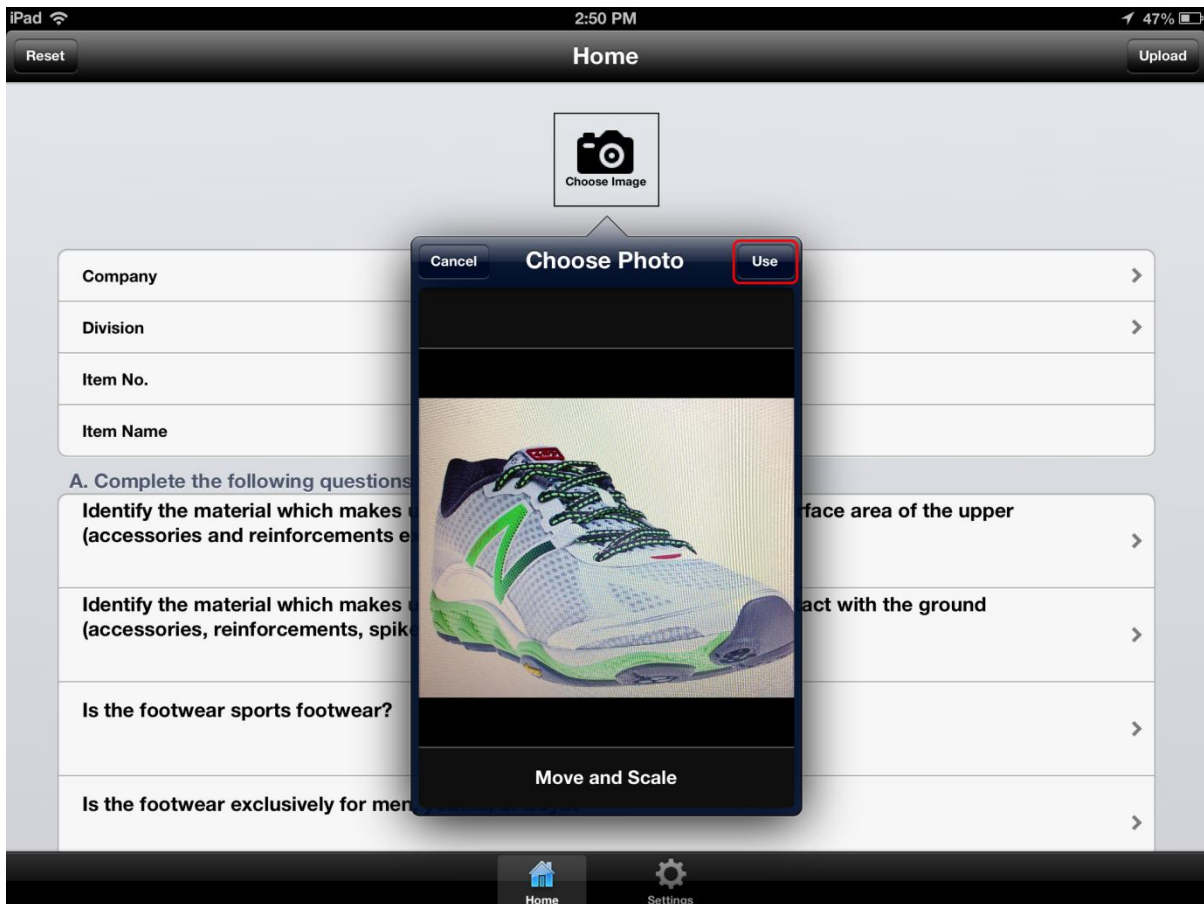 iPad 2:50 PM 47%
Reset Home Upload
Choose Image
Cancel Choose Photo Use
Company
Division
Item No.
Item Name
A. Complete the following questions
Identify the material which makes u face area of the upper
(accessories and reinforcements e
Identify the material which makes u act with the ground
(accessories, reinforcements, spike
Is the footwear sports footwear?
Is the footwear exclusively for men
Move and Scale
Home Settings